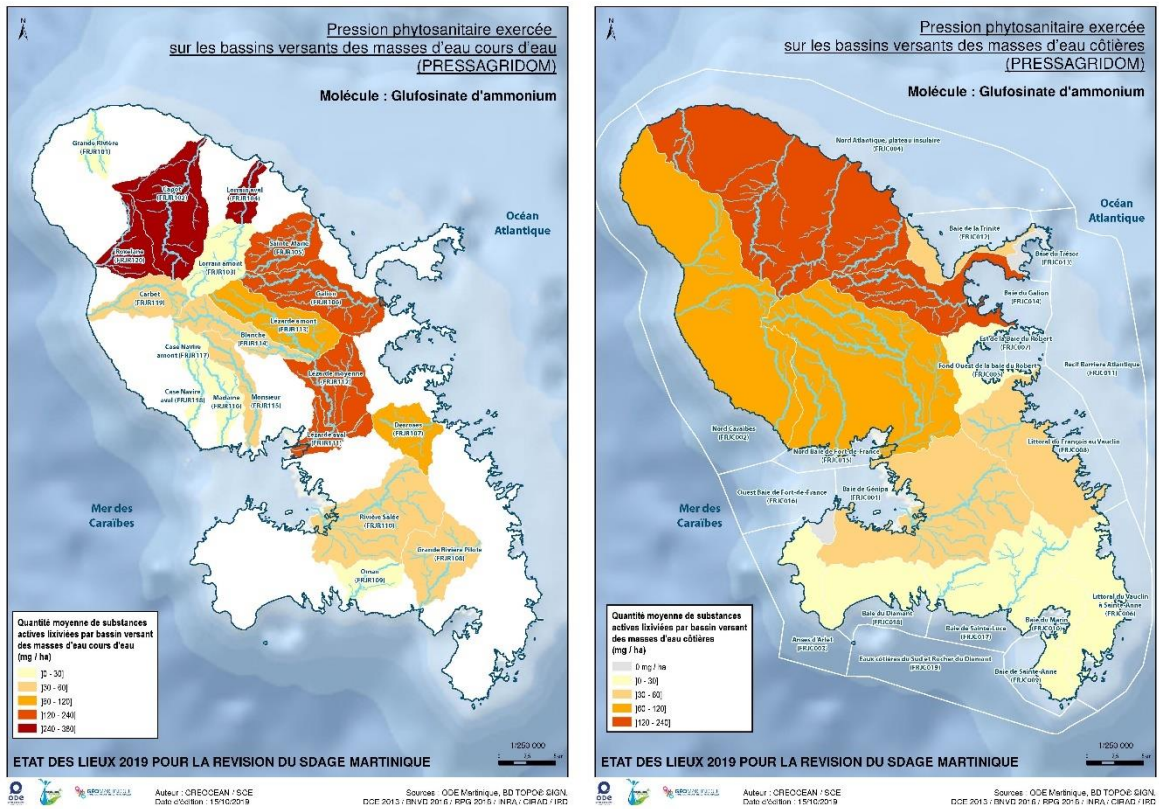 N
Pression phytosanitaire exercée
sur les bassins versants des masses d'eau cours d'eau
(PRESSAGRIDOM)
Molécule : Glufosinate d'ammonium
Grande Rivière
(FRJR101)
Capot
(FRJR102)
Lorrain aval
(FRJR104)
Océan
Atlantique
Roxelane
(FRJR120)
Lorrain amont
(FRJR103)
Sainte-Marie
(FRJR105)
Galion
(FRJR106)
Carbet
(FRJR119)
Lézarde amont
(FRJR113)
Blanche
(FRJR114)
Case Navire
amont (FRJR117)
Lézarde moyenne
(FRJR112)
Case Navire
aval (FRJR118)
Madame
(FRJR116)
Monsieur
(FRJR115)
Desroses
(FRJR107)
Lézarde aval
(FRJR111)
Mer des
Caraïbes
Rivière Salée
(FRJR110)
Grande Rivière Pilote
(FRJR108)
Oman
(FRJR109)
Quantité moyenne de substances
actives lixiviées par bassin versant
des masses d'eau cours d'eau
(mg / ha)
]0 - 30]
]30 - 60]
]60 - 120]
]120 - 240]
]240 - 380]
1:250 000
ETAT DES LIEUX 2019 POUR LA REVISION DU SDAGE MARTINIQUE
Auteur : CREOCEAN / SCE
Date d'édition : 15/10/2019
Sources : ODE Martinique, BD TOPO® ©IGN.
DCE 2013 / BNVD 2016 / RPG 2016 / INRA / CIRAD / IRD
N
Pression phytosanitaire exercée
sur les bassins versants des masses d'eau côtières
(PRESSAGRIDOM)
Molécule : Glufosinate d'ammonium
Nord Atlantique, plateau insulaire
(FRJC004)
Océan
Atlantique
Baie de la Trinité
(FRJC012)
Baie du Trésor
(FRJC013)
Baie du Galion
(FRJC014)
Est de la Baie du Robert
(FRJC007)
Fond Ouest de la baie du Robert
(FRJC005)
Récif Barrière Atlantique
(FRJC011)
Nord Caraïbes
(FRJC002)
Nord Baie de Fort-de-France
(FRJC015)
Littoral du François au Vauclin
(FRJC008)
Baie de Génipa
(FRJC001)
Ouest Baie de Fort-de-France
(FRJC016)
Mer des
Caraïbes
Littoral du Vauclin
à Sainte-Anne
(FRJC006)
Baie du Diamant
(FRJC018)
Baie du Marin
(FRJC010)
Baie de Sainte-Luce
(FRJC017)
Anses d'Arlet
(FRJC003)
Eaux côtières du Sud et Rocher du Diamant
(FRJC019)
Baie de Sainte-Anne
(FRJC009)
Quantité moyenne de substances
actives lixiviées par bassin versant
des masses d'eau côtières
(mg / ha)
0 mg / ha
]0 - 30]
]30 - 60]
]60 - 120]
]120 - 240]
1:250 000
ETAT DES LIEUX 2019 POUR LA REVISION DU SDAGE MARTINIQUE
Auteur : CREOCEAN / SCE
Date d'édition : 15/10/2019
Sources : ODE Martinique, BD TOPO® ©IGN.
DCE 2013 / BNVD 2016 / RPG 2016 / INRA / CIRAD / IRD